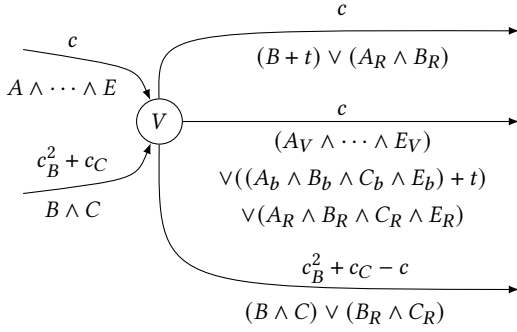 c
A ∧ ⋯ ∧ E
c_B^2 + c_C
B ∧ C
V
c
(B + t) ∨ (A_R ∧ B_R)
c
(A_V ∧ ⋯ ∧ E_V)
∨((A_b ∧ B_b ∧ C_b ∧ E_b) + t)
∨(A_R ∧ B_R ∧ C_R ∧ E_R)
c_B^2 + c_C − c
(B ∧ C) ∨ (B_R ∧ C_R)